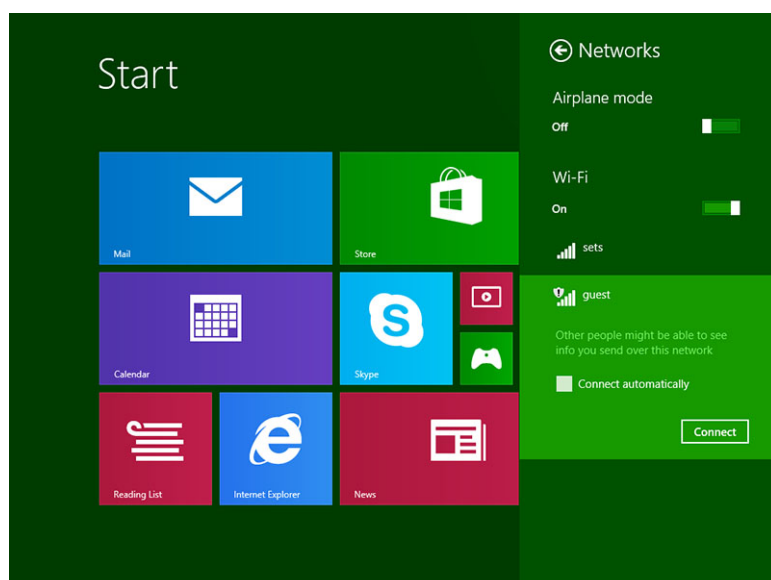 Start
Mail
Store
Calendar
Skype
Reading List
Internet Explorer
News
Networks
Airplane mode
Off
Wi-Fi
On
sets
guest
Other people might be able to see
info you send over this network
Connect automatically
Connect